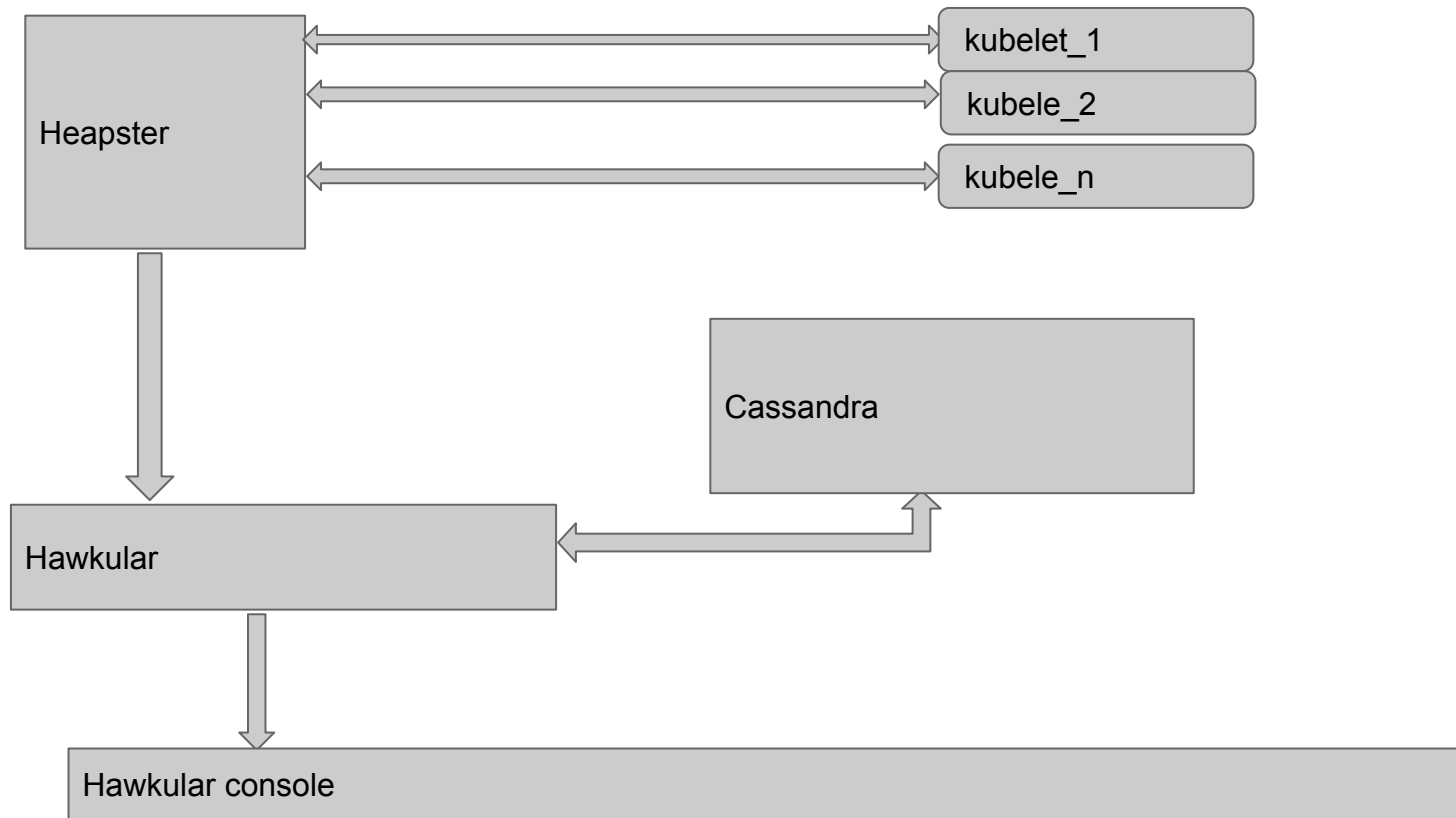 kubelet_1
kubele_2
Heapster
kubele_n
Cassandra
Hawkular
Hawkular console